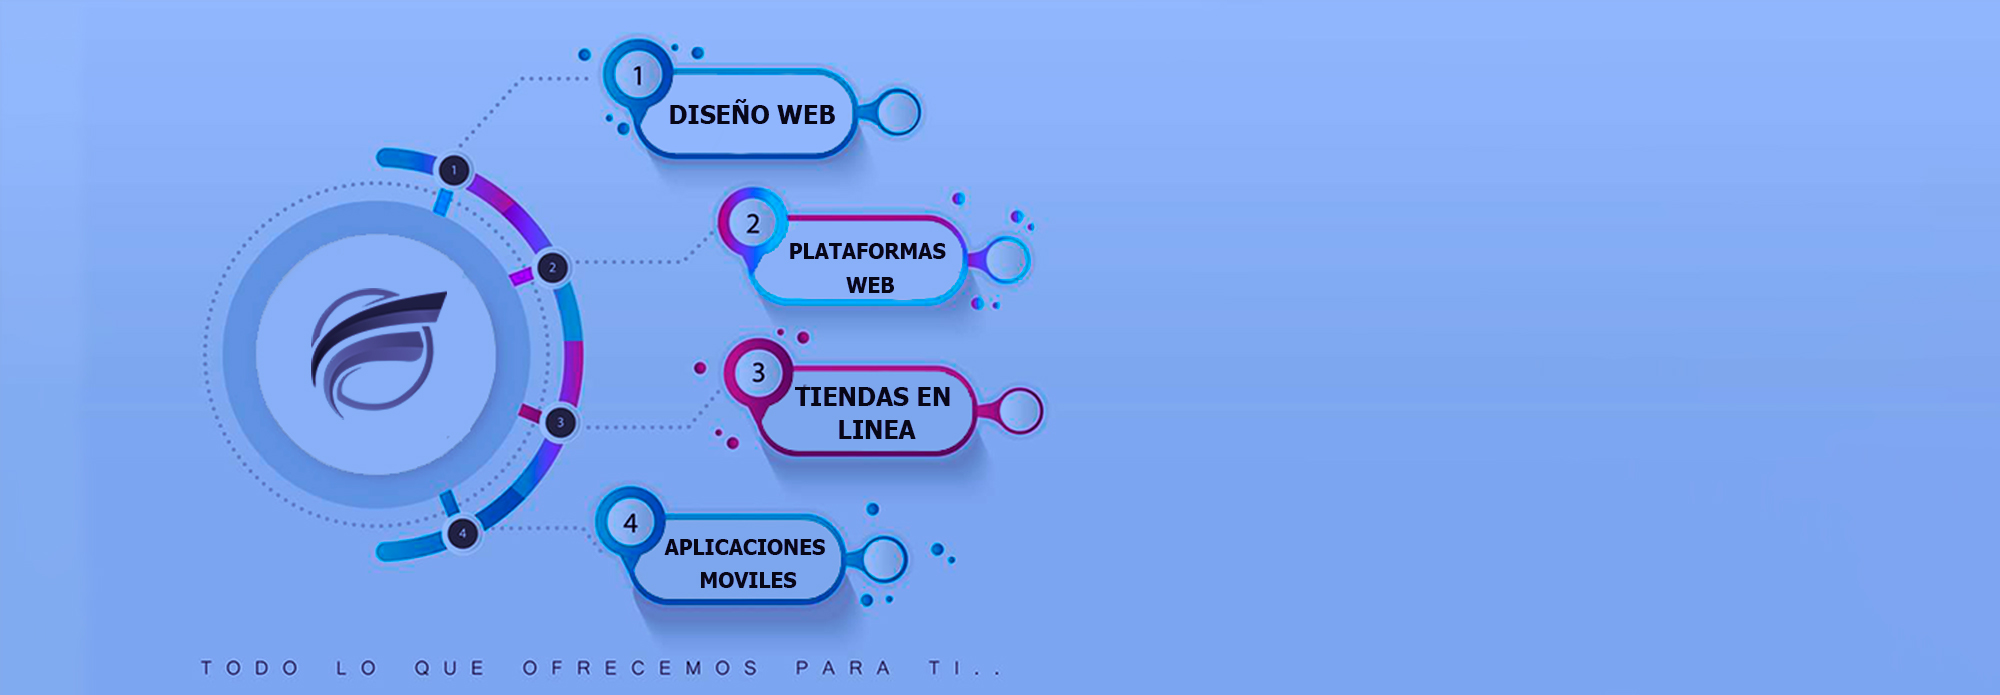 1
DISEÑO WEB
1
2
PLATAFORMAS
WEB
2
3
TIENDAS EN
LINEA
3
4
APLICACIONES
MOVILES
4
TODO LO QUE OFRECEMOS PARA TI..